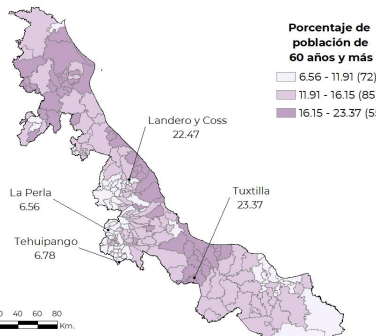 Porcentaje de
población de
60 años y más
6.56 - 11.91 (72)
11.91 - 16.15 (85
16.15 - 23.37 (5
Landero y Coss
22.47
La Perla
6.56
Tuxtilla
23.37
Tehuipango
6.78
40 60 80
Km.